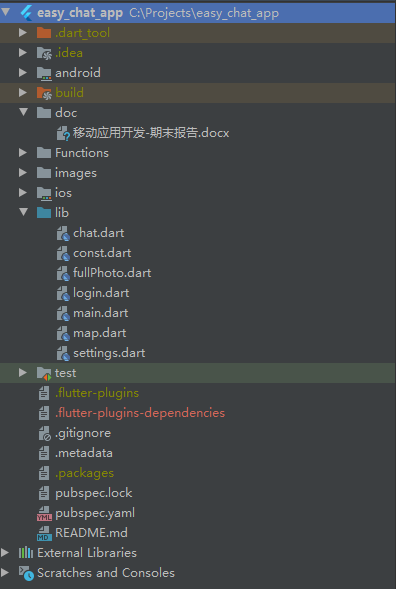 easy_chat_app C:\Projects\easy_chat_app
.dart_tool
.idea
android
build
doc
移动应用开发-期末报告.docx
Functions
images
ios
lib
chat.dart
const.dart
fullPhoto.dart
login.dart
main.dart
map.dart
settings.dart
test
.flutter-plugins
.flutter-plugins-dependencies
.gitignore
.metadata
.packages
pubspec.lock
pubspec.yaml
README.md
External Libraries
Scratches and Consoles